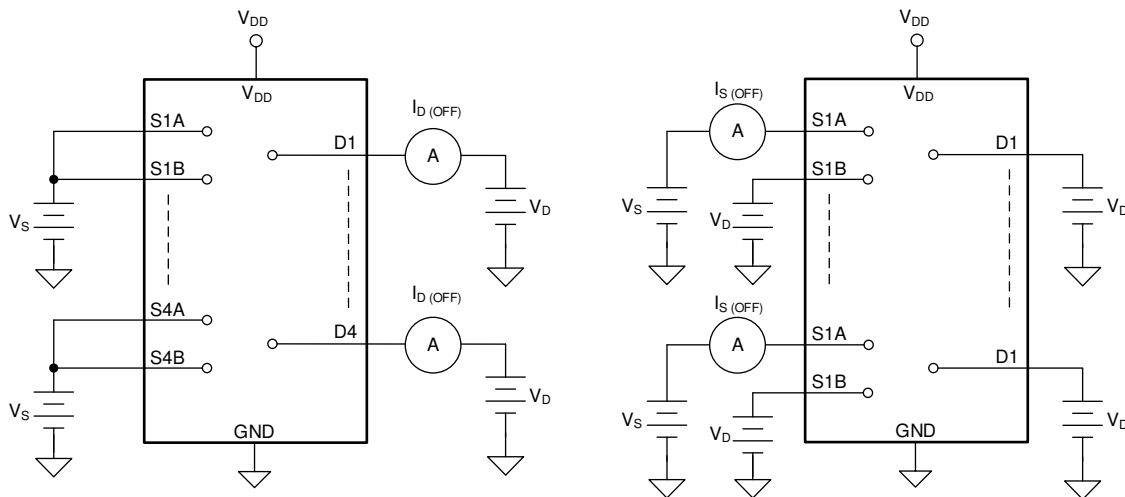 VDD
VDD
S1A
S1B
VS
D1
ID (OFF)
A
VD
S4A
S4B
VS
D4
ID (OFF)
A
VD
GND
VDD
VDD
IS (OFF)
A
S1A
S1B
VS
VD
D1
VD
IS (OFF)
A
S1A
S1B
VS
VD
D1
VD
GND